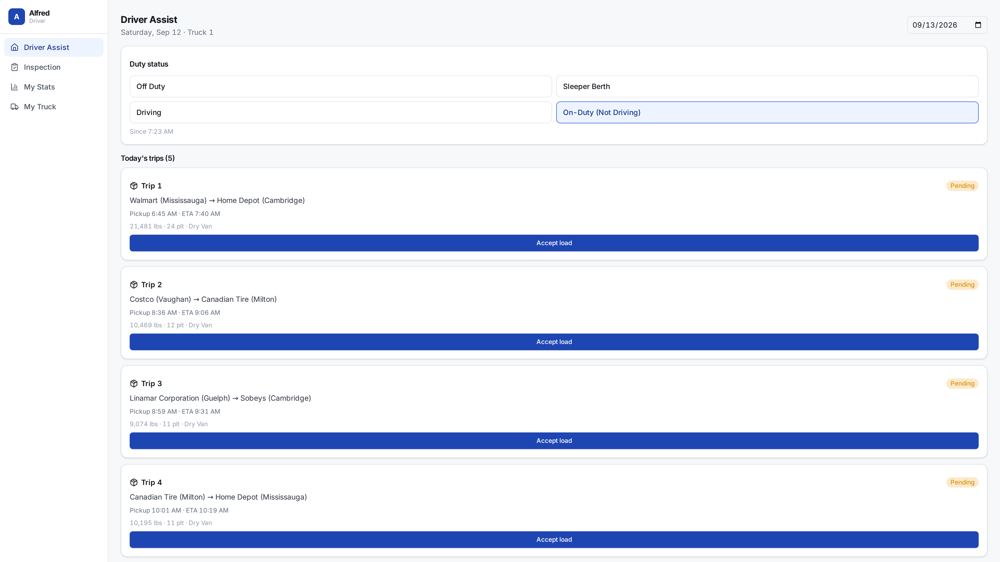 A
Alfred
Driver
Driver Assist
Inspection
My Stats
My Truck
Driver Assist
Saturday, Sep 12 · Truck 1
09/13/2026
Duty status
Off Duty
Sleeper Berth
Driving
On-Duty (Not Driving)
Since 7:23 AM
Today's trips (5)
Trip 1
Pending
Walmart (Mississauga) → Home Depot (Cambridge)
Pickup 6:45 AM · ETA 7:40 AM
21,481 lbs · 24 plt · Dry Van
Accept load
Trip 2
Pending
Costco (Vaughan) → Canadian Tire (Milton)
Pickup 8:36 AM · ETA 9:06 AM
10,469 lbs · 12 plt · Dry Van
Accept load
Trip 3
Pending
Linamar Corporation (Guelph) → Sobeys (Cambridge)
Pickup 8:59 AM · ETA 9:31 AM
9,074 lbs · 11 plt · Dry Van
Accept load
Trip 4
Pending
Canadian Tire (Milton) → Home Depot (Mississauga)
Pickup 10:01 AM · ETA 10:19 AM
10,195 lbs · 11 plt · Dry Van
Accept load